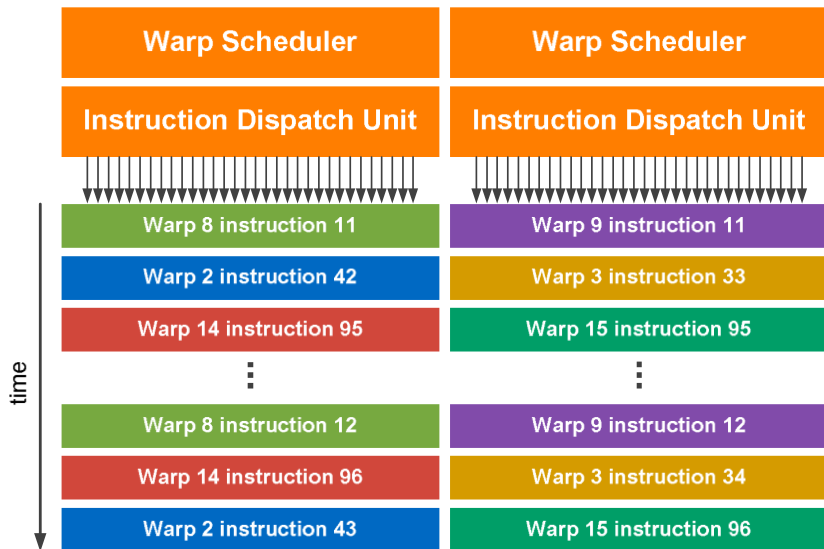 Warp Scheduler
Instruction Dispatch Unit
Warp Scheduler
Instruction Dispatch Unit
time
Warp 8 instruction 11
Warp 2 instruction 42
Warp 14 instruction 95
Warp 8 instruction 12
Warp 14 instruction 96
Warp 2 instruction 43
Warp 9 instruction 11
Warp 3 instruction 33
Warp 15 instruction 95
Warp 9 instruction 12
Warp 3 instruction 34
Warp 15 instruction 96